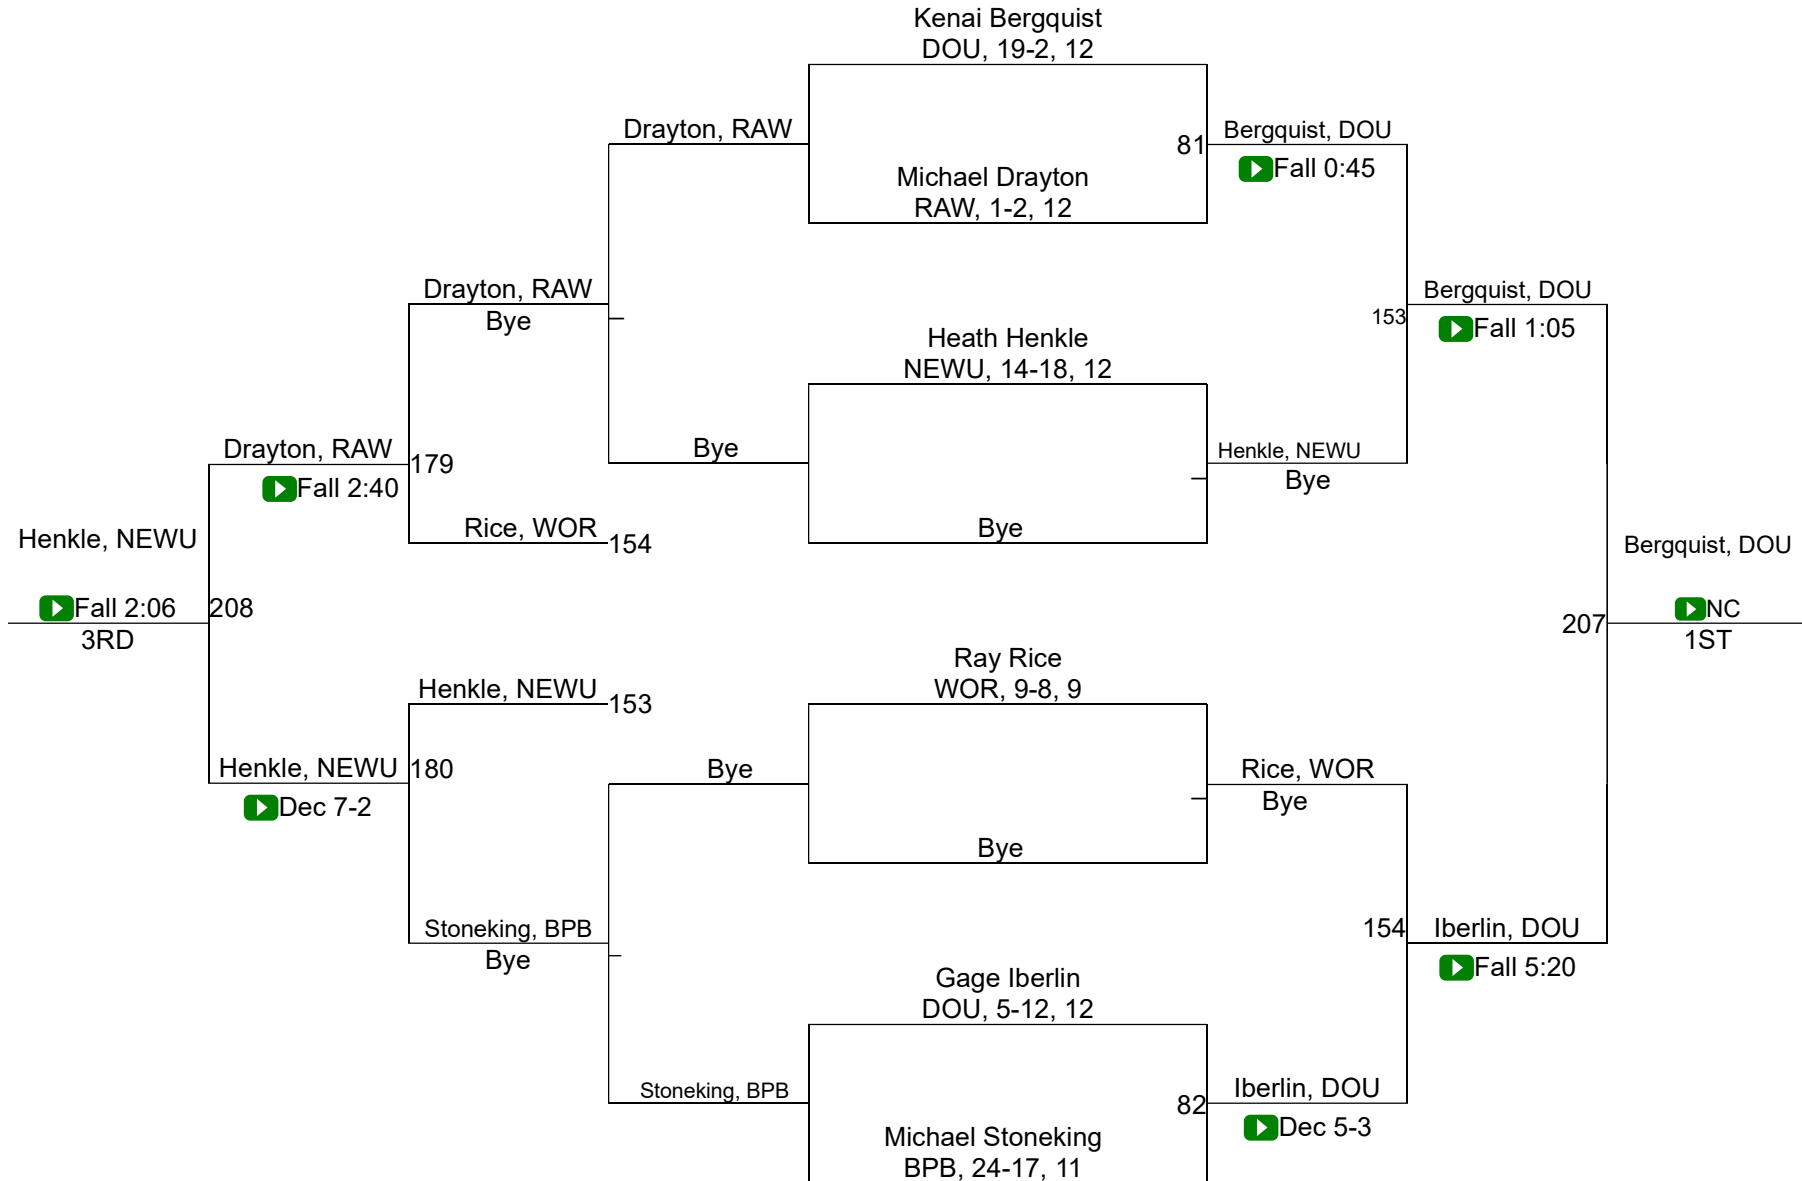 Kenai Bergquist
DOU, 19-2, 12
Drayton, RAW
81
Bergquist, DOU
Fall 0:45
Michael Drayton
RAW, 1-2, 12
Drayton, RAW
Bye
Bergquist, DOU
153
Fall 1:05
Heath Henkle
NEWU, 14-18, 12
Drayton, RAW
179
Fall 2:40
Bye
Henkle, NEWU
Bye
Rice, WOR
154
Bye
Henkle, NEWU
Fall 2:06
208
3RD
Bergquist, DOU
207
NC
1ST
Ray Rice
WOR, 9-8, 9
Henkle, NEWU
153
Henkle, NEWU
180
Dec 7-2
Bye
Rice, WOR
Bye
Bye
Stoneking, BPB
Bye
154
Iberlin, DOU
Fall 5:20
Gage Iberlin
DOU, 5-12, 12
Stoneking, BPB
82
Iberlin, DOU
Dec 5-3
Michael Stoneking
BPB, 24-17, 11